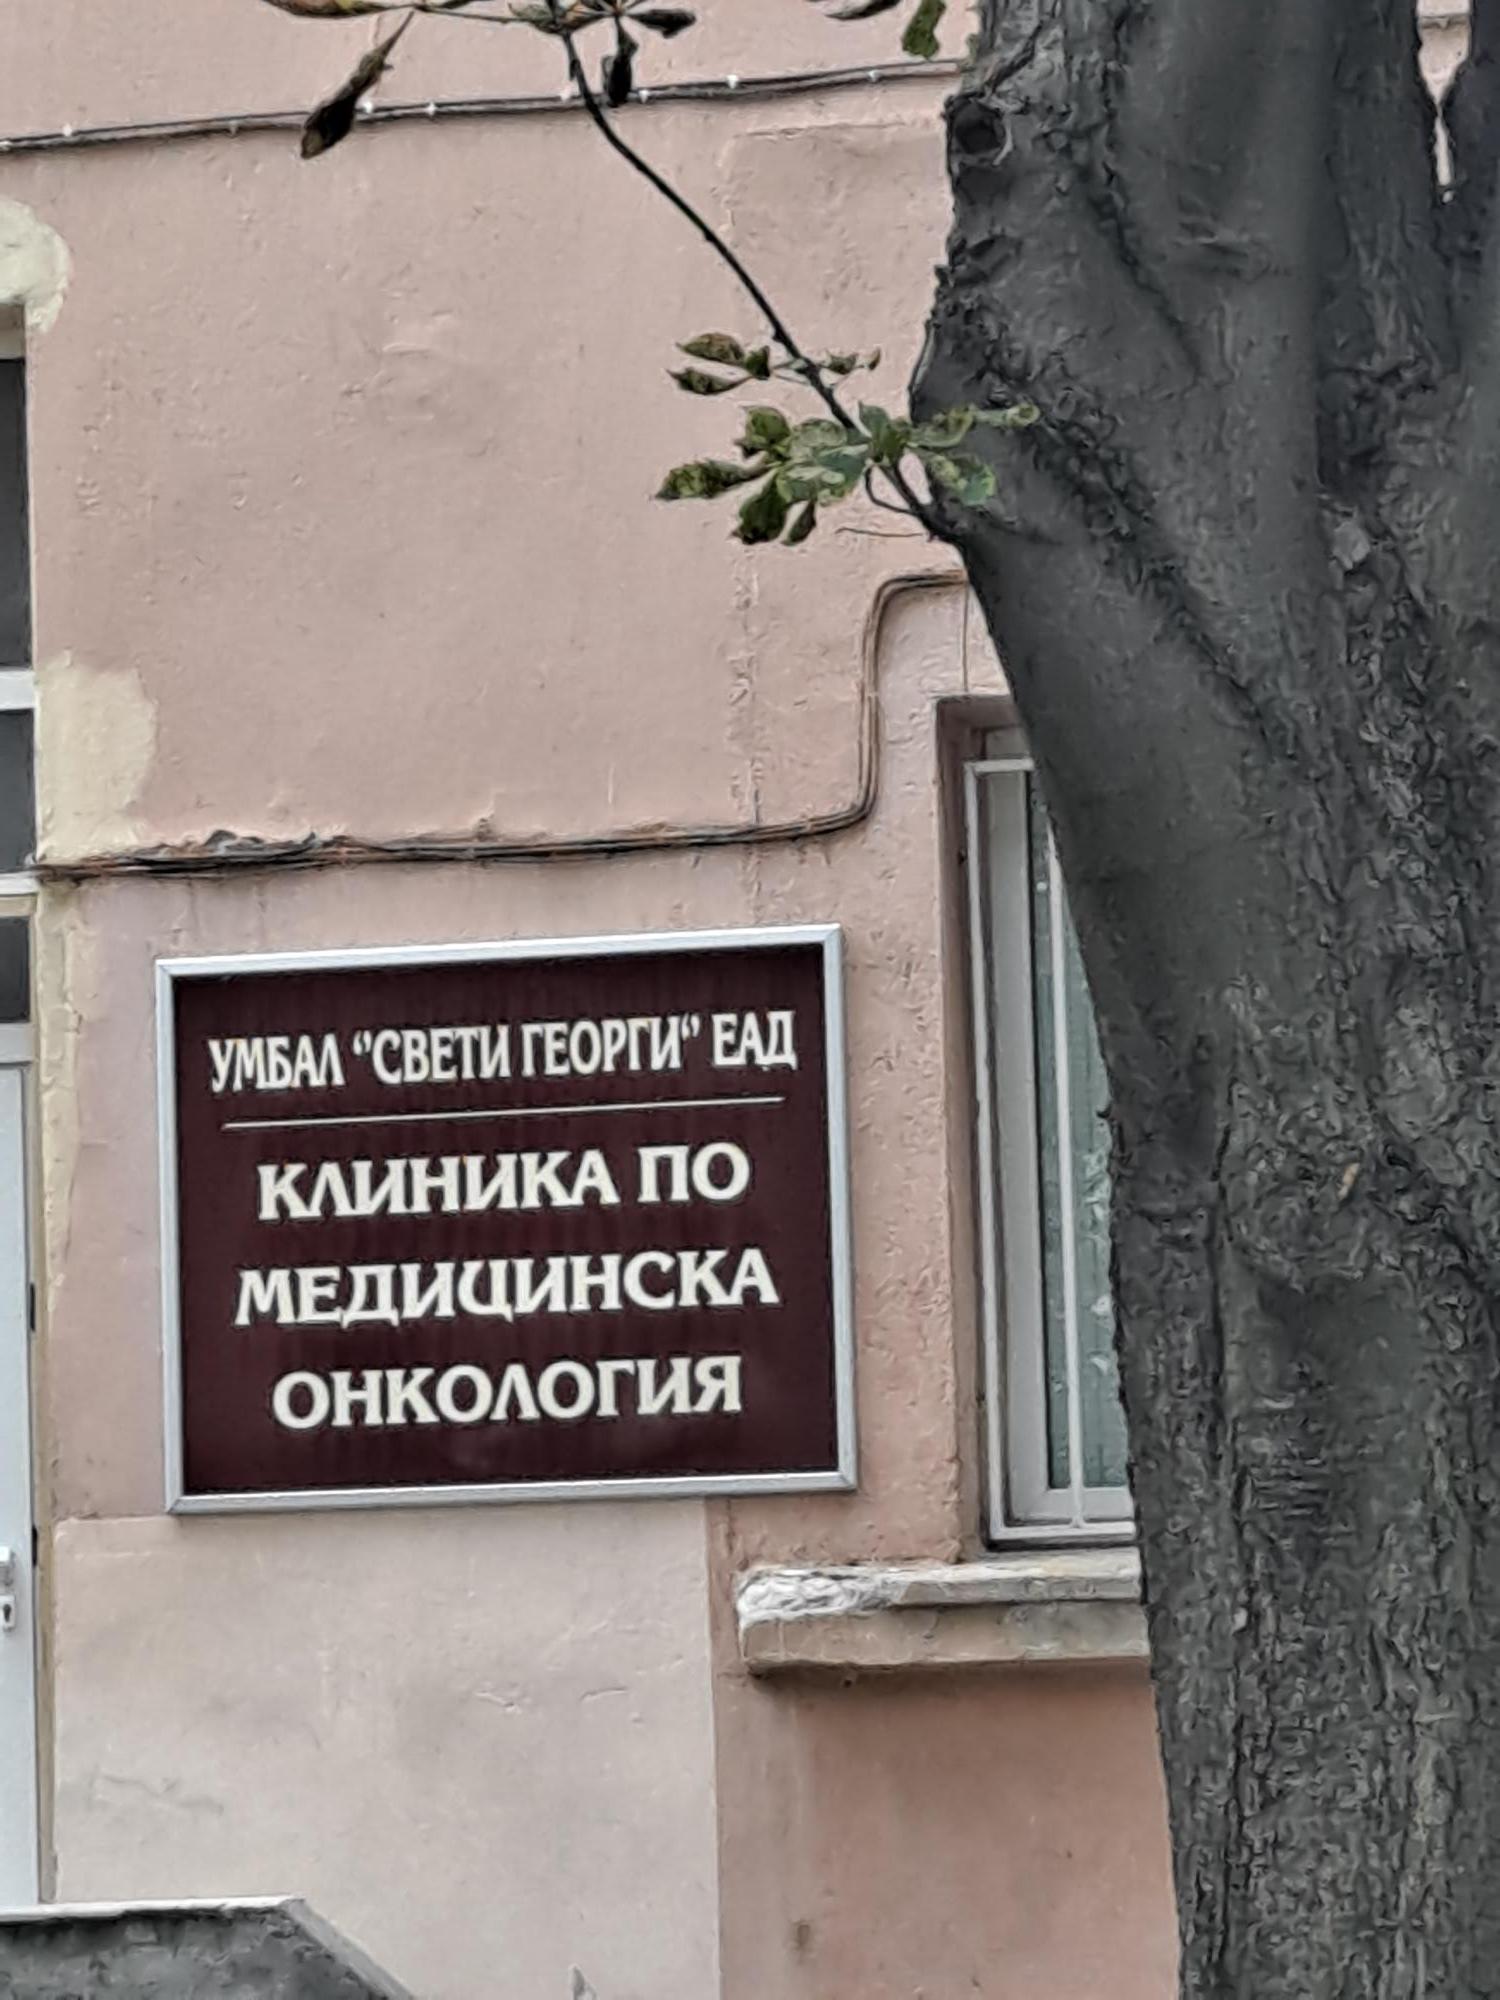 УМБАЛ "СВЕТИ ГЕОРГИ" ЕАД
КЛИНИКА ПО
МЕДИЦИНСКА
ОНКОЛОГИЯ